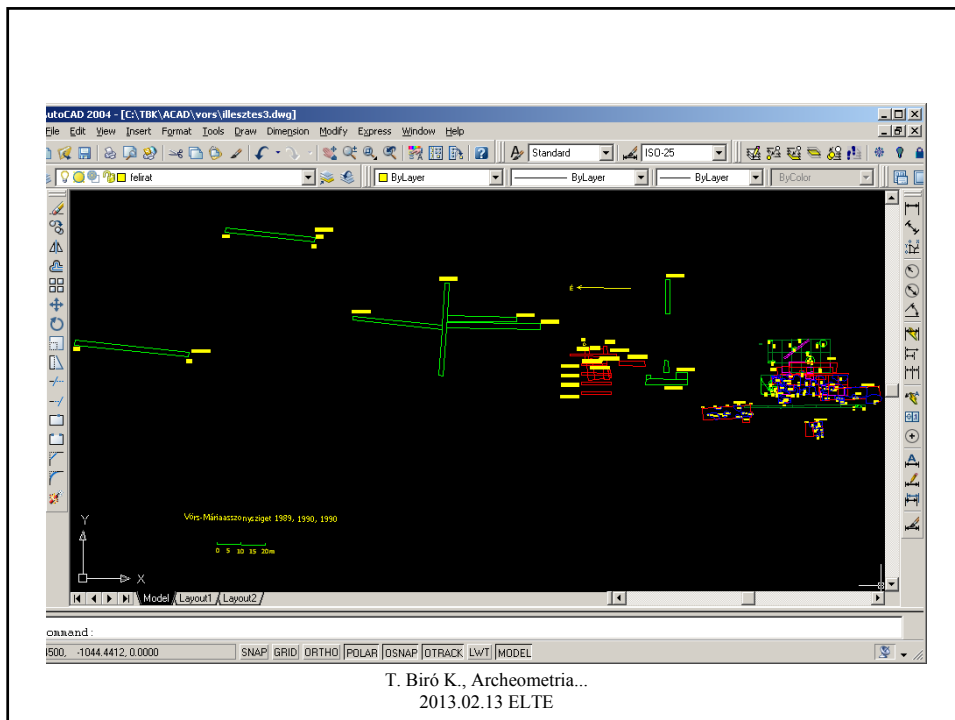 AutoCAD 2004 - [C:\TBK\ACAD\vors\illesztes3.dwg]
File Edit View Insert Format Tools Draw Dimension Modify Express Window Help
Standard ISO-25
felirat ByLayer ByLayer ByLayer ByColor
É
Vörs-Máriaasszonysziget 1989, 1990, 1990
0 5 10 15 20m
Y
X
Model Layout1 Layout2
Command:
3500, -1044.4412, 0.0000 SNAP GRID ORTHO POLAR OSNAP OTRACK LWT MODEL
T. Biró K., Archeometria...
2013.02.13 ELTE